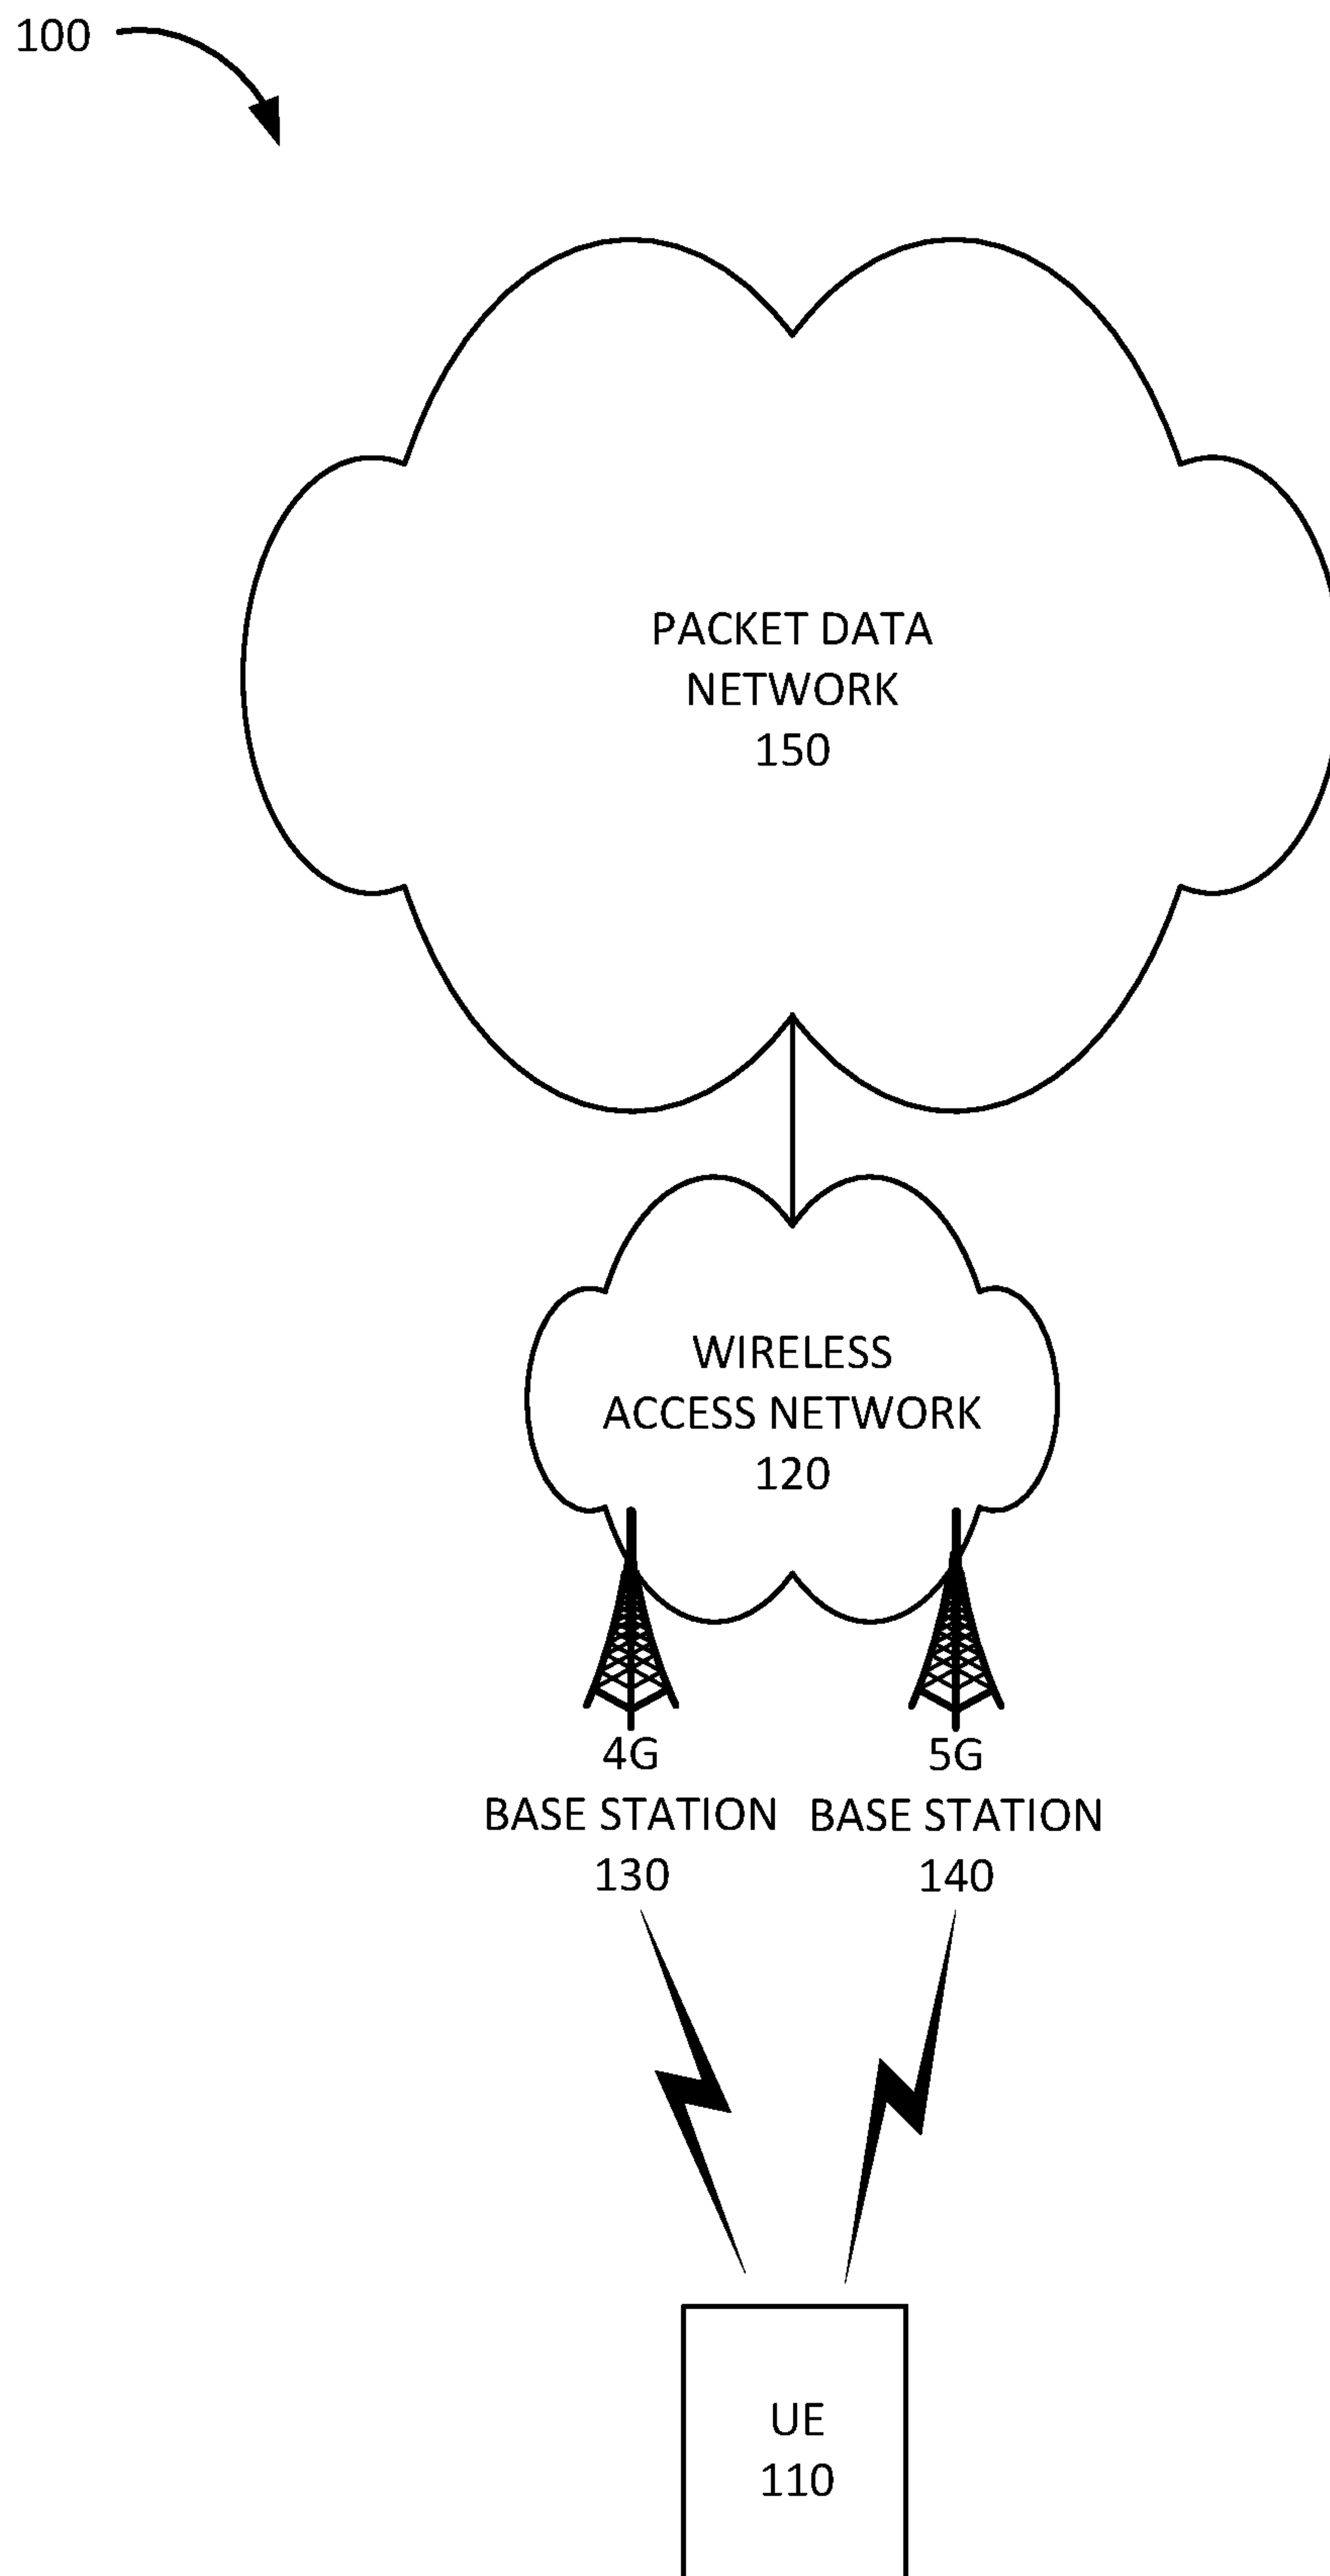 100
PACKET DATA
NETWORK
150
WIRELESS
ACCESS NETWORK
120
4G
BASE STATION
130
5G
BASE STATION
140
UE
110